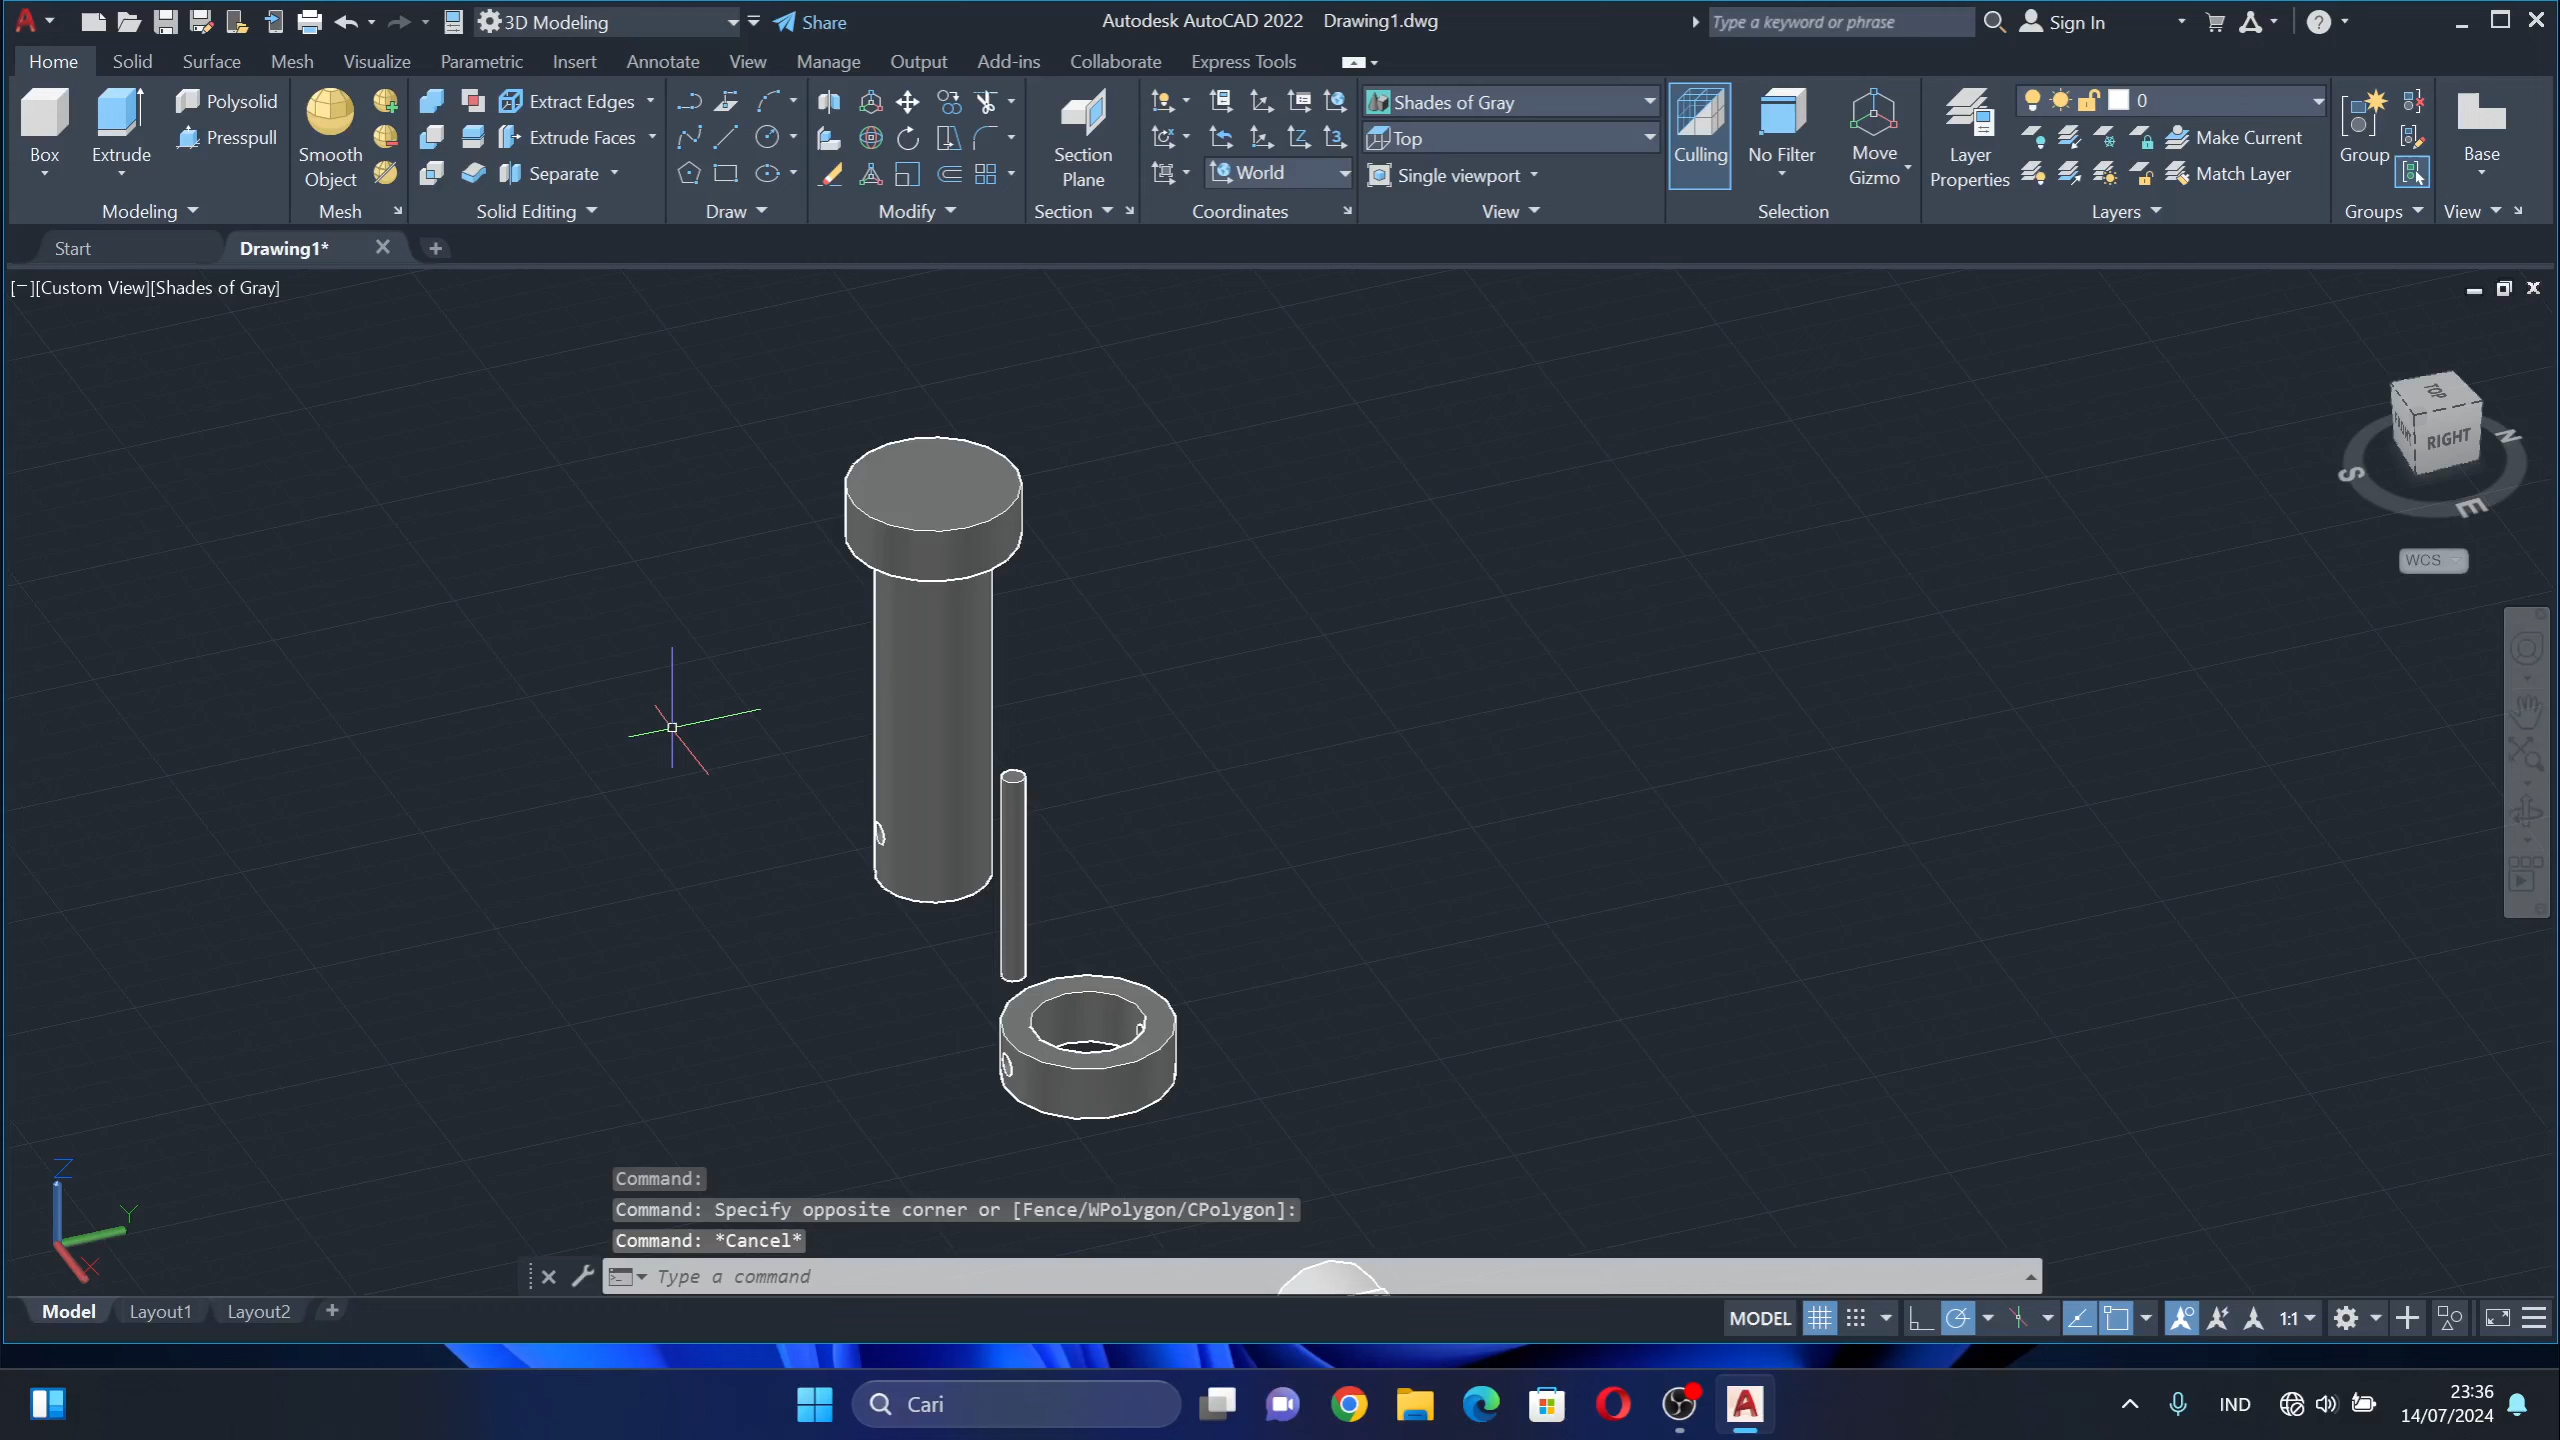 3D Modeling
Share
Autodesk AutoCAD 2022 Drawing1.dwg
Type a keyword or phrase
Sign In
Home Solid Surface Mesh Visualize Parametric Insert Annotate View Manage Output Add-ins Collaborate Express Tools
Box
Extrude
Polysolid
Presspull
Smooth Object
Extract Edges
Extrude Faces
Separate
Section Plane
World
Shades of Gray
Top
Single viewport
Culling
No Filter
Move Gizmo
Layer Properties
0
Make Current
Match Layer
Group
Base
Modeling Mesh Solid Editing Draw Modify Section Coordinates View Selection Layers Groups View
Start Drawing1*
[−][Custom View][Shades of Gray]
TOP
FRONT
RIGHT
N
S
E
WCS
Z
Y
X
Command:
Command: Specify opposite corner or [Fence/WPolygon/CPolygon]:
Command: *Cancel*
Type a command
Model Layout1 Layout2
MODEL
1:1
Cari
IND
23:36
14/07/2024